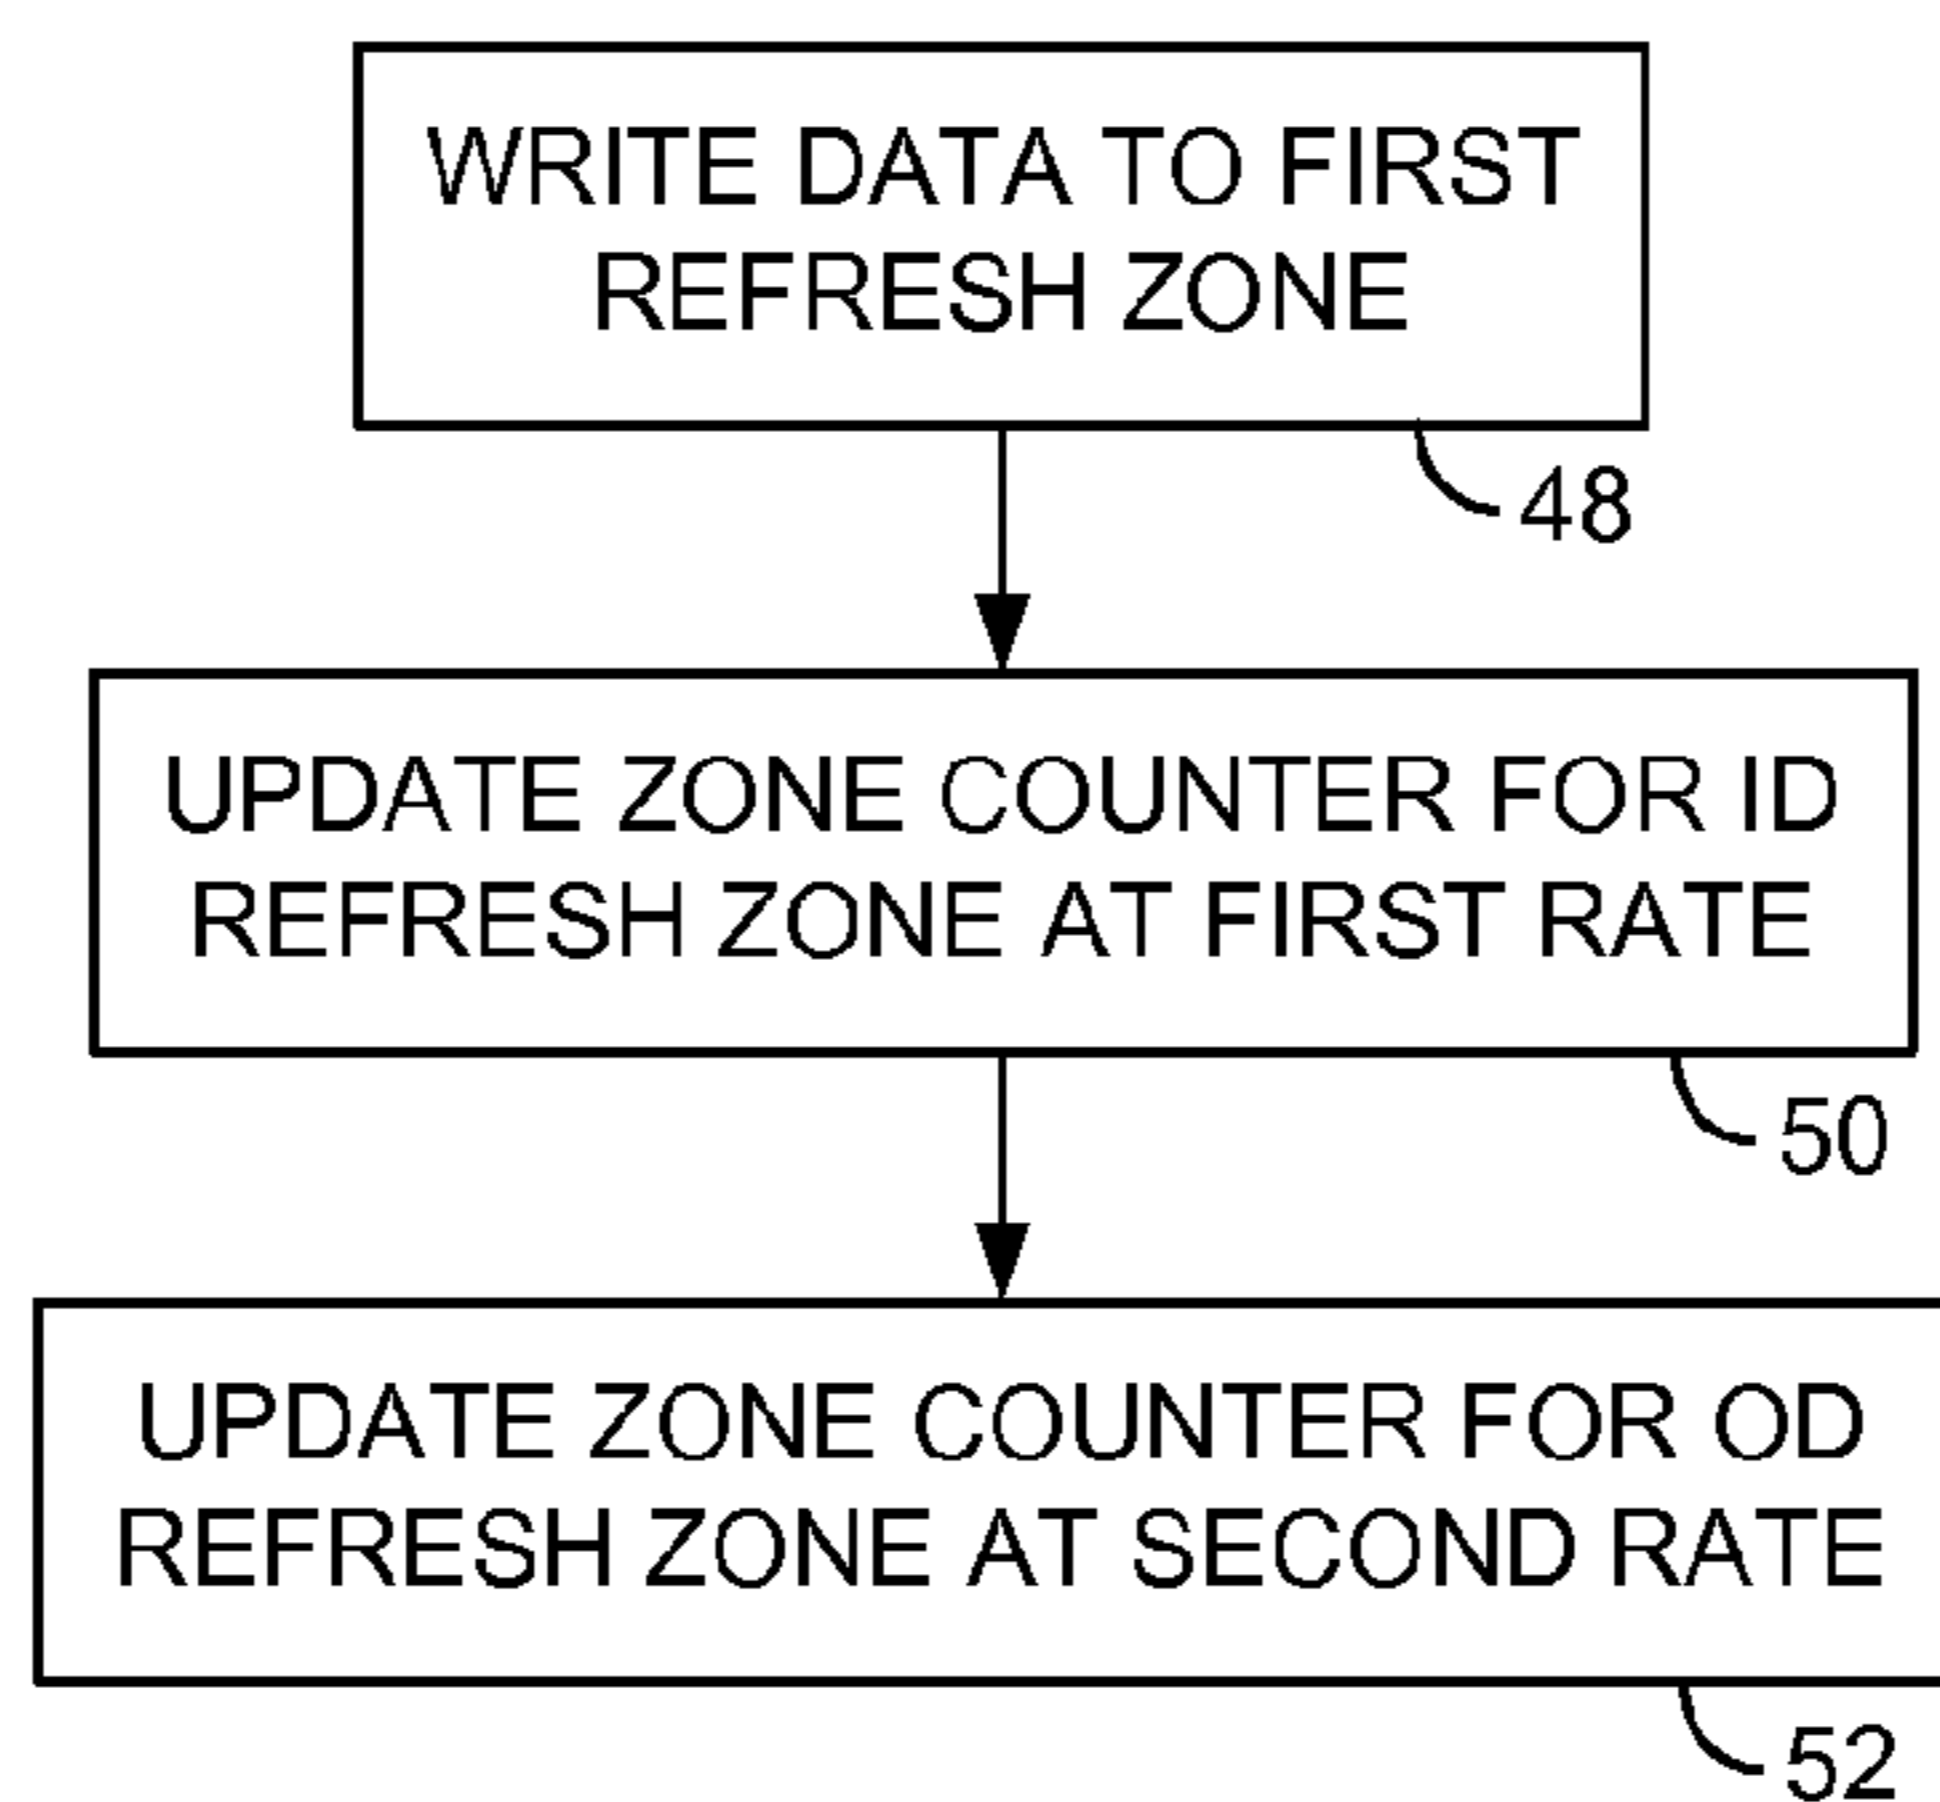 WRITE DATA TO FIRST
REFRESH ZONE
48
UPDATE ZONE COUNTER FOR ID
REFRESH ZONE AT FIRST RATE
50
UPDATE ZONE COUNTER FOR OD
REFRESH ZONE AT SECOND RATE
52